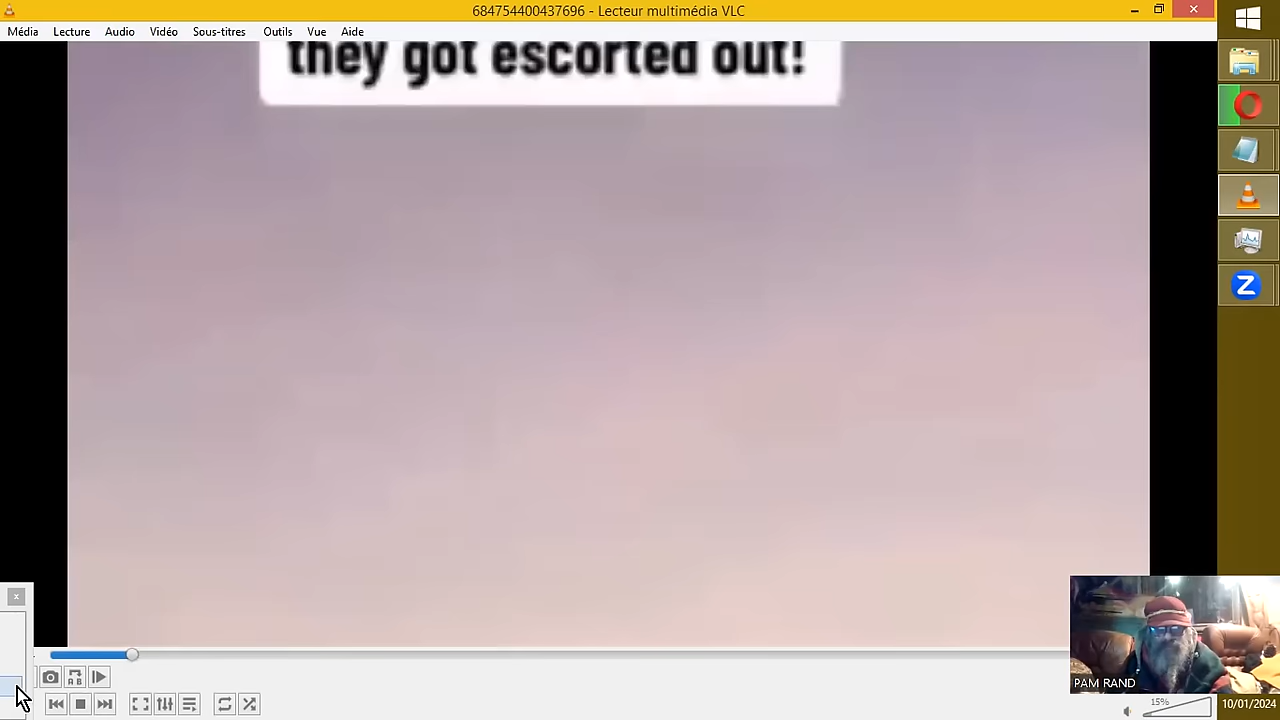 684754400437696 - Lecteur multimédia VLC
Média Lecture Audio Vidéo Sous-titres Outils Vue Aide
they got escorted out!
A B
PAM RAND
15%
10/01/2024